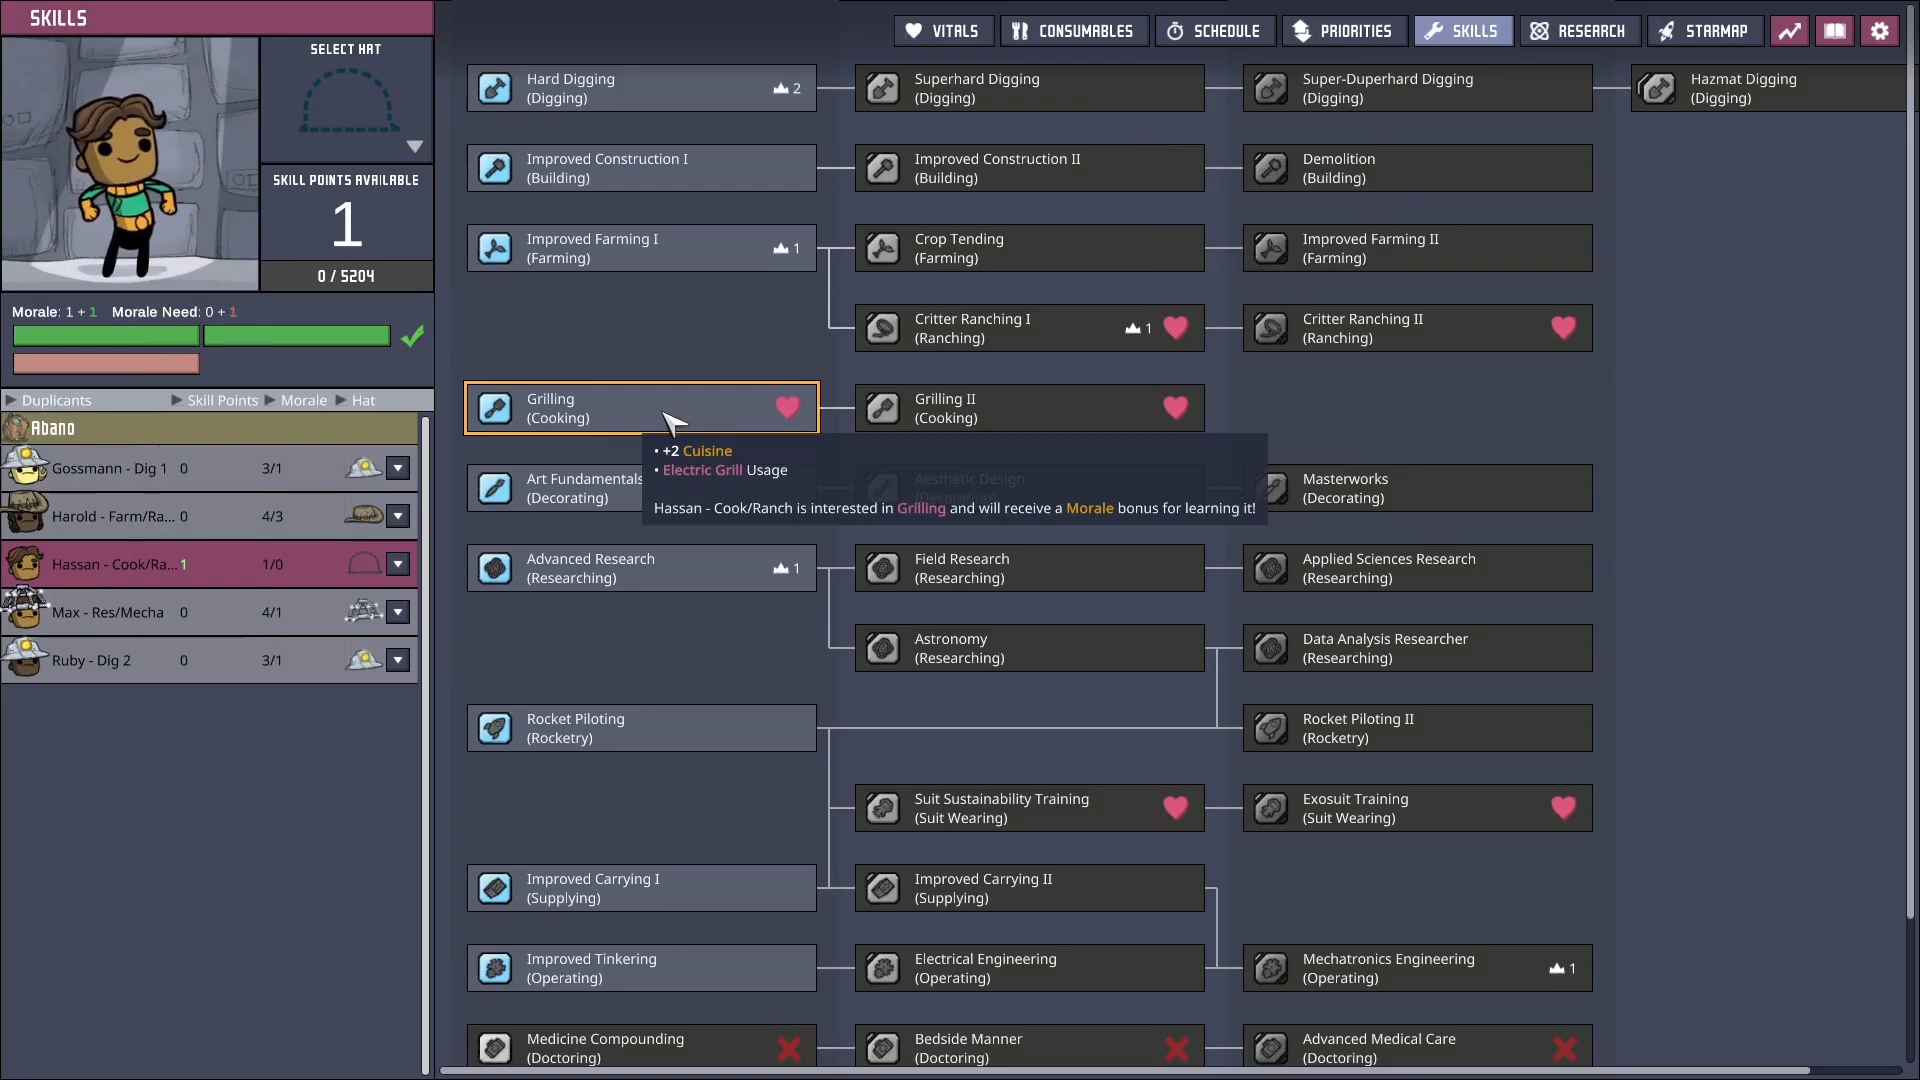 SKILLS
VITALS
CONSUMABLES
SCHEDULE
PRIORITIES
SKILLS
RESEARCH
STARMAP
SELECT HAT
SKILL POINTS AVAILABLE
1
0 / 5204
Morale: 1 + 1 Morale Need: 0 + 1
Duplicants Skill Points Morale Hat
Abano
Gossmann - Dig 1 0 3/1
Harold - Farm/Ra... 0 4/3
Hassan - Cook/Ra... 1 1/0
Max - Res/Mecha 0 4/1
Ruby - Dig 2 0 3/1
Hard Digging
(Digging)
2
Superhard Digging
(Digging)
Super-Duperhard Digging
(Digging)
Hazmat Digging
(Digging)
Improved Construction I
(Building)
Improved Construction II
(Building)
Demolition
(Building)
Improved Farming I
(Farming)
1
Crop Tending
(Farming)
Improved Farming II
(Farming)
Critter Ranching I
(Ranching)
1
Critter Ranching II
(Ranching)
Grilling
(Cooking)
Grilling II
(Cooking)
• +2 Cuisine
• Electric Grill Usage
Hassan - Cook/Ranch is interested in Grilling and will receive a Morale bonus for learning it!
Art Fundamentals
(Decorating)
Aesthetic Design
(Decorating)
Masterworks
(Decorating)
Advanced Research
(Researching)
1
Field Research
(Researching)
Applied Sciences Research
(Researching)
Astronomy
(Researching)
Data Analysis Researcher
(Researching)
Rocket Piloting
(Rocketry)
Rocket Piloting II
(Rocketry)
Suit Sustainability Training
(Suit Wearing)
Exosuit Training
(Suit Wearing)
Improved Carrying I
(Supplying)
Improved Carrying II
(Supplying)
Improved Tinkering
(Operating)
Electrical Engineering
(Operating)
Mechatronics Engineering
(Operating)
1
Medicine Compounding
(Doctoring)
Bedside Manner
(Doctoring)
Advanced Medical Care
(Doctoring)